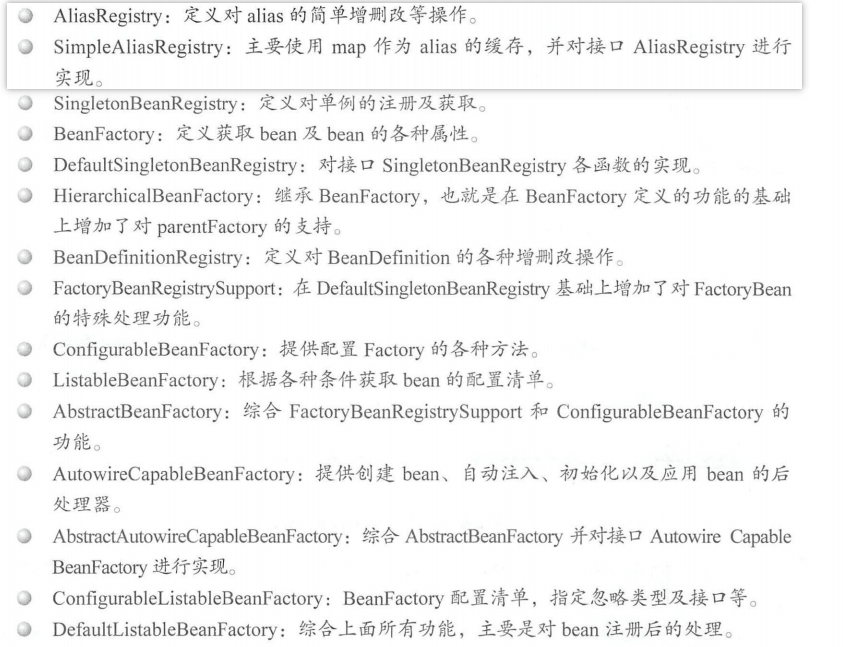 AliasRegistry：定义对 alias 的简单增删改等操作。
SimpleAliasRegistry：主要使用 map 作为 alias 的缓存，并对接口 AliasRegistry 进行
实现。
SingletonBeanRegistry：定义对单例的注册及获取。
BeanFactory：定义获取 bean 及 bean 的各种属性。
DefaultSingletonBeanRegistry：对接口 SingletonBeanRegistry 各函数的实现。
HierarchicalBeanFactory：继承 BeanFactory，也就是在 BeanFactory 定义的功能的基础
上增加了对 parentFactory 的支持。
BeanDefinitionRegistry：定义对 BeanDefinition 的各种增删改操作。
FactoryBeanRegistrySupport：在 DefaultSingletonBeanRegistry 基础上增加了对 FactoryBean
的特殊处理功能。
ConfigurableBeanFactory：提供配置 Factory 的各种方法。
ListableBeanFactory：根据各种条件获取 bean 的配置清单。
AbstractBeanFactory：综合 FactoryBeanRegistrySupport 和 ConfigurableBeanFactory 的
功能。
AutowireCapableBeanFactory：提供创建 bean、自动注入、初始化以及应用 bean 的后
处理器。
AbstractAutowireCapableBeanFactory：综合 AbstractBeanFactory 并对接口 Autowire Capable
BeanFactory 进行实现。
ConfigurableListableBeanFactory：BeanFactory 配置清单，指定忽略类型及接口等。
DefaultListableBeanFactory：综合上面所有功能，主要是对 bean 注册后的处理。